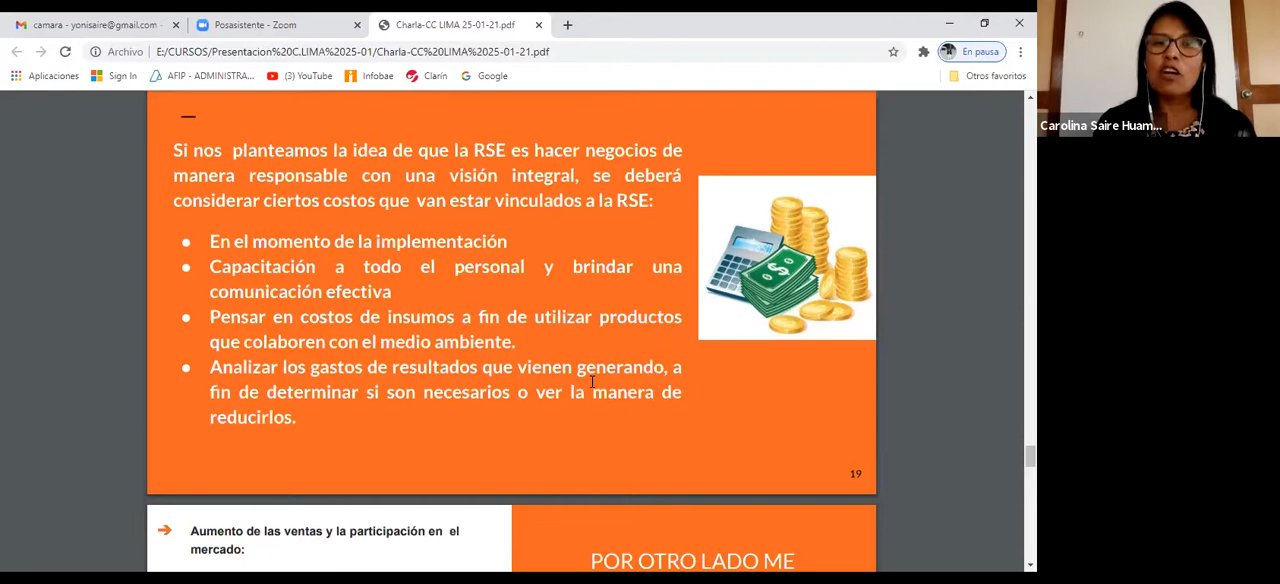 camara - yonisaire@gmail.com -
Posasistente - Zoom
Charla-CC LIMA 25-01-21.pdf
Archivo
E:/CURSOS/Presentacion%20C.LIMA%2025-01/Charla-CC%20LIMA%2025-01-21.pdf
En pausa
Aplicaciones
Sign In
AFIP - ADMINISTRA...
(3) YouTube
Infobae
Clarín
Google
Otros favoritos
Carolina Saire Huam...
Si nos planteamos la idea de que la RSE es hacer negocios de
manera responsable con una visión integral, se deberá
considerar ciertos costos que van estar vinculados a la RSE:
● En el momento de la implementación
● Capacitación a todo el personal y brindar una
comunicación efectiva
● Pensar en costos de insumos a fin de utilizar productos
que colaboren con el medio ambiente.
● Analizar los gastos de resultados que vienen generando, a
fin de determinar si son necesarios o ver la manera de
reducirlos.
19
Aumento de las ventas y la participación en el
mercado:
POR OTRO LADO ME